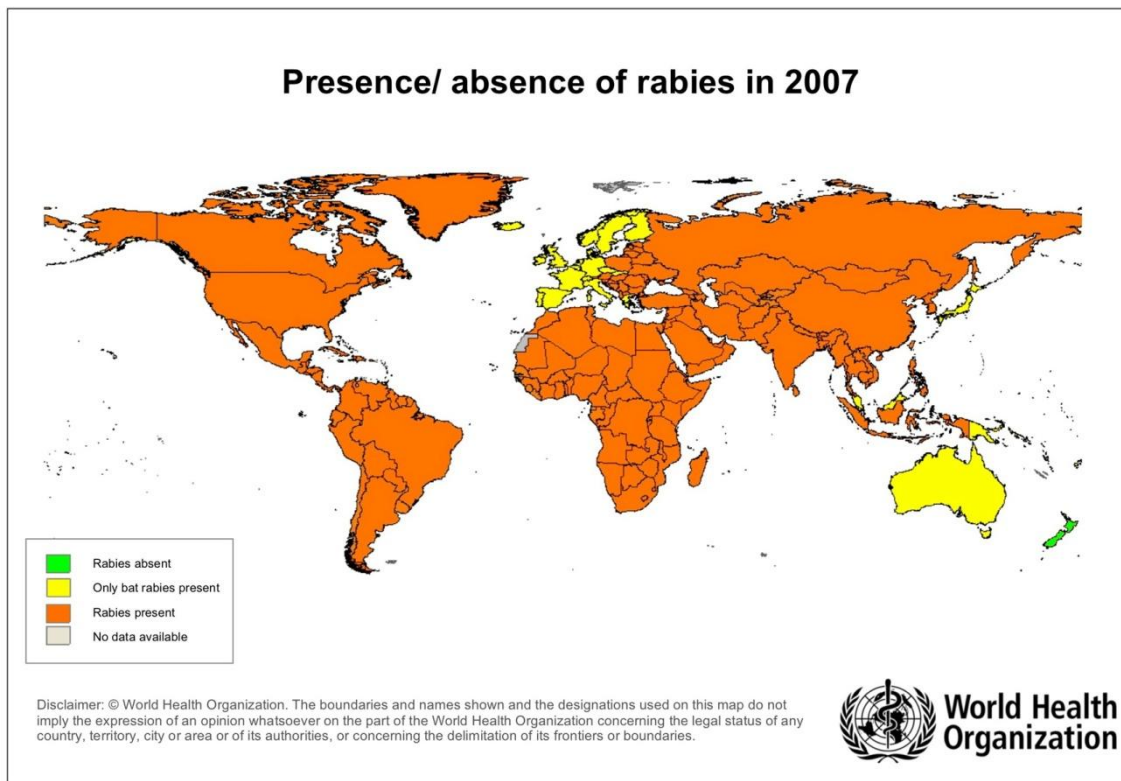 Presence/ absence of rabies in 2007
Rabies absent
Only bat rabies present
Rabies present
No data available
Disclaimer: © World Health Organization. The boundaries and names shown and the designations used on this map do not
imply the expression of an opinion whatsoever on the part of the World Health Organization concerning the legal status of any
country, territory, city or area or of its authorities, or concerning the delimitation of its frontiers or boundaries.
World Health
Organization